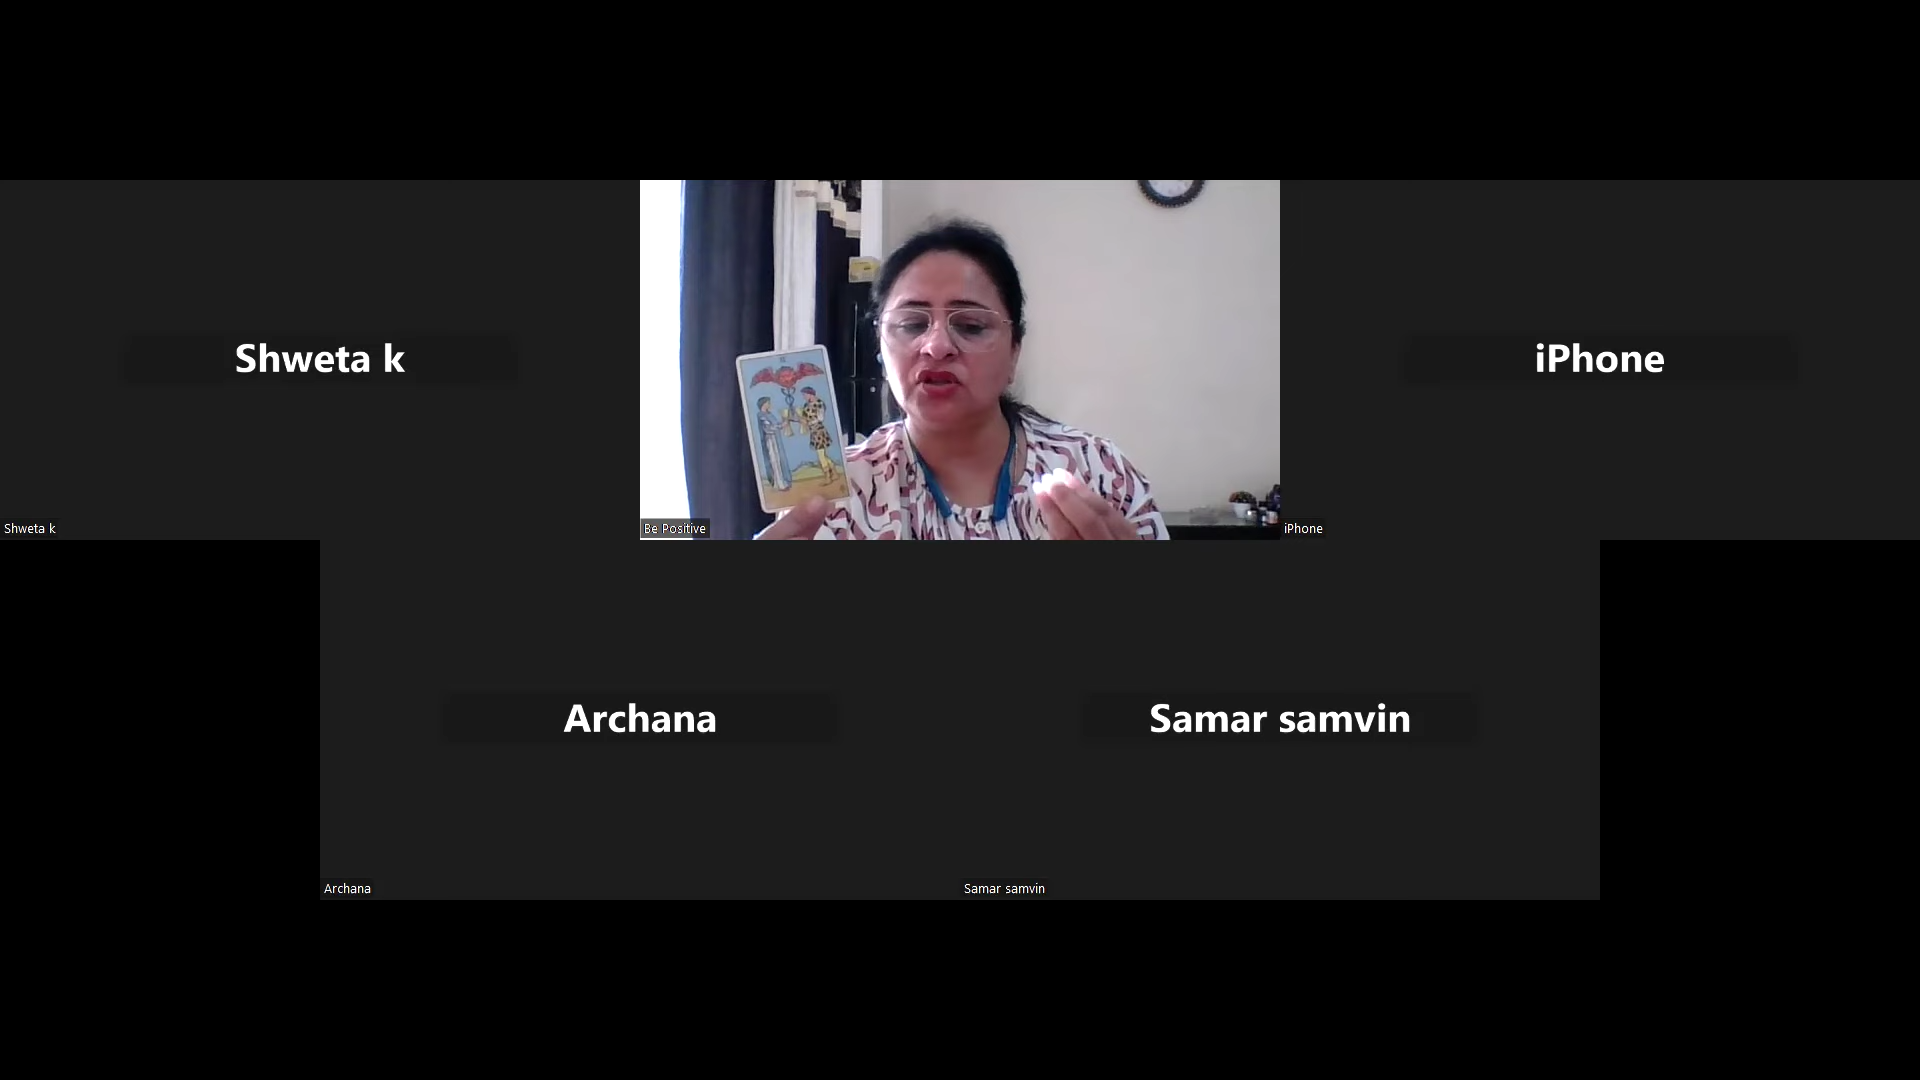 Shweta k
iPhone
Shweta k
Be Positive
iPhone
Archana
Samar samvin
Archana
Samar samvin